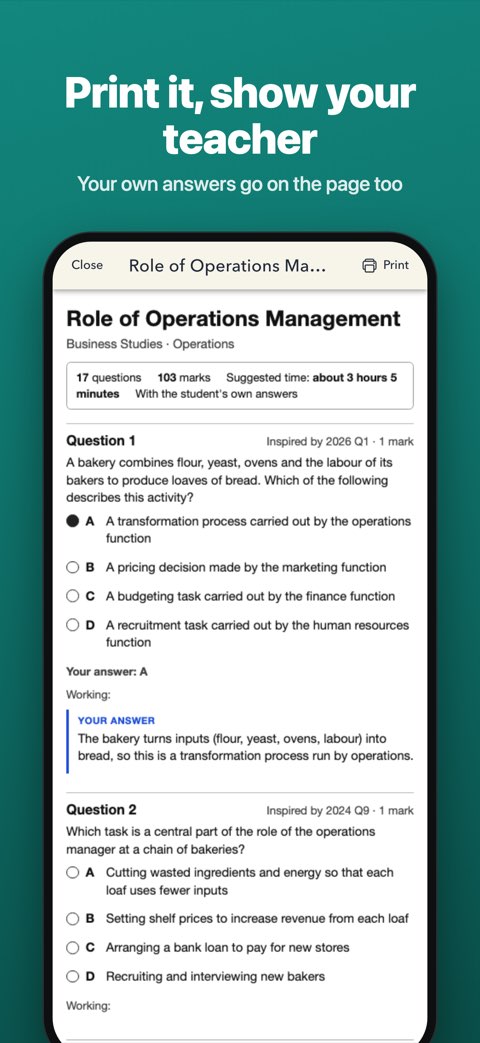 Print it, show your
teacher
Your own answers go on the page too
Close Role of Operations Ma... Print
Role of Operations Management
Business Studies · Operations
17 questions 103 marks Suggested time: about 3 hours 5
minutes With the student's own answers
Question 1 Inspired by 2026 Q1 · 1 mark
A bakery combines flour, yeast, ovens and the labour of its
bakers to produce loaves of bread. Which of the following
describes this activity?
A A transformation process carried out by the operations
function
B A pricing decision made by the marketing function
C A budgeting task carried out by the finance function
D A recruitment task carried out by the human resources
function
Your answer: A
Working:
YOUR ANSWER
The bakery turns inputs (flour, yeast, ovens, labour) into
bread, so this is a transformation process run by operations.
Question 2 Inspired by 2024 Q9 · 1 mark
Which task is a central part of the role of the operations
manager at a chain of bakeries?
A Cutting wasted ingredients and energy so that each
loaf uses fewer inputs
B Setting shelf prices to increase revenue from each loaf
C Arranging a bank loan to pay for new stores
D Recruiting and interviewing new bakers
Working: